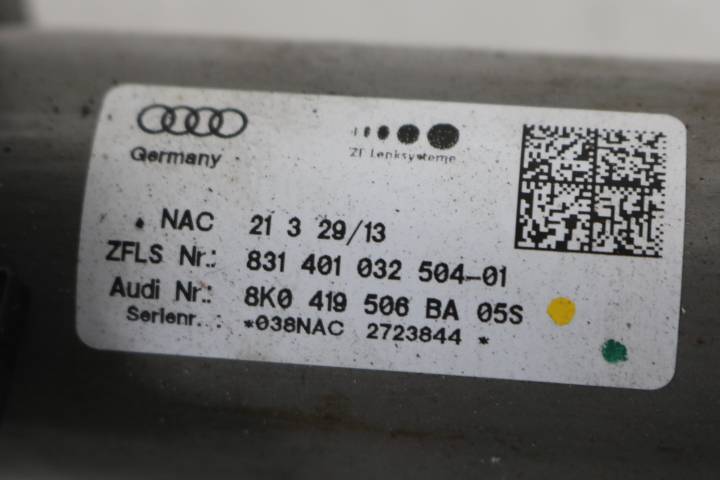 Germany
ZF Lenksysteme
NAC 21 3 29/13
ZFLS Nr.: 831 401 032 504-01
Audi Nr.: 8K0 419 506 BA 05S
Serienr... *038NAC 2723844 *